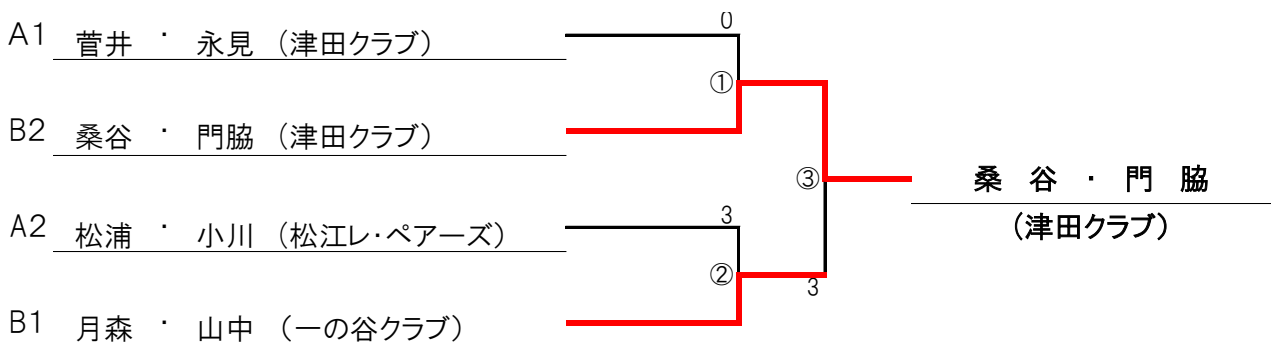 0
A1 菅井 ・ 永見 (津田クラブ)
①
B2 桑谷 ・ 門脇 (津田クラブ)
③ 桑 谷 ・ 門 脇
(津田クラブ)
3
A2 松浦 ・ 小川 (松江レ・ペアーズ)
②
3
B1 月森 ・ 山中 (一の谷クラブ)